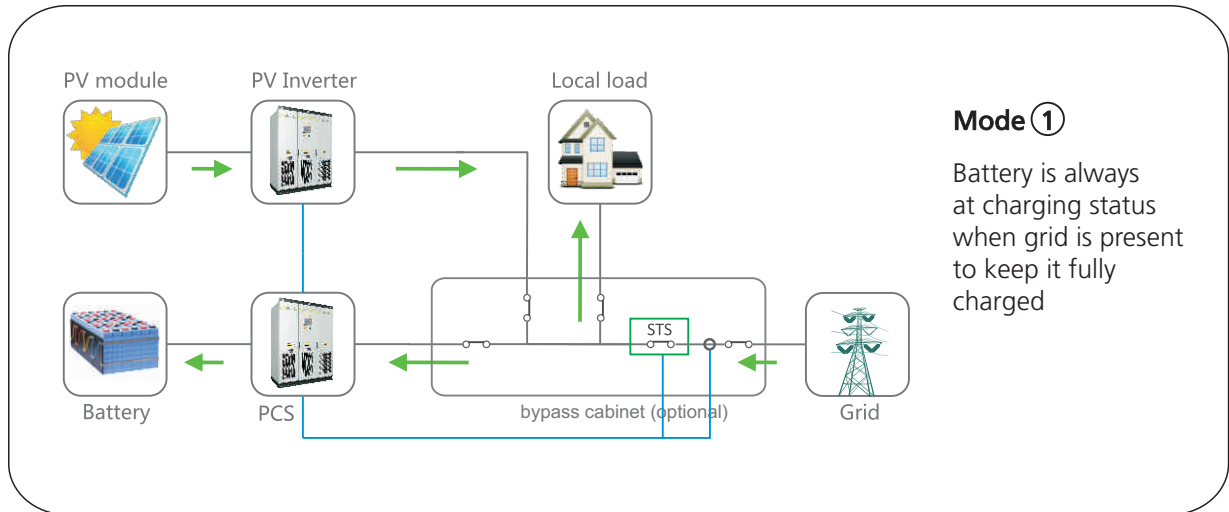 PV module
PV Inverter
Local load
Mode ①
Battery is always
at charging status
when grid is present
to keep it fully
charged
STS
Battery
PCS
bypass cabinet (optional)
Grid